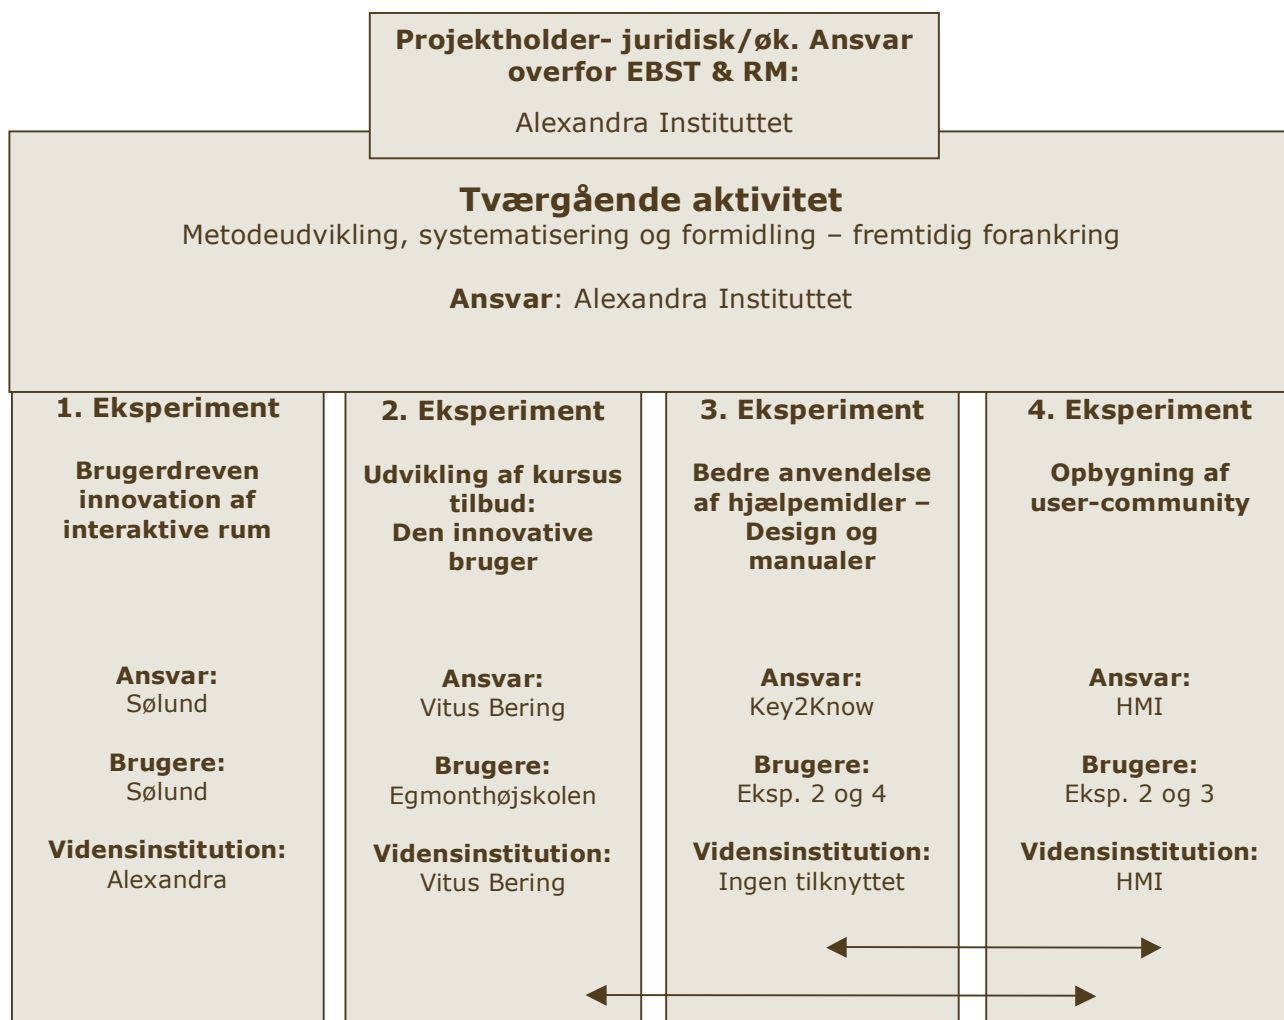 Projektholder- juridisk/øk. Ansvar
overfor EBST & RM:
Alexandra Instituttet
Tværgående aktivitet
Metodeudvikling, systematisering og formidling – fremtidig forankring
Ansvar: Alexandra Instituttet
1. Eksperiment
Brugerdreven
innovation af
interaktive rum
Ansvar:
Sølund
Brugere:
Sølund
Vidensinstitution:
Alexandra
2. Eksperiment
Udvikling af kursus
tilbud:
Den innovative
bruger
Ansvar:
Vitus Bering
Brugere:
Egmonthøjskolen
Vidensinstitution:
Vitus Bering
3. Eksperiment
Bedre anvendelse
af hjælpemidler –
Design og
manualer
Ansvar:
Key2Know
Brugere:
Eksp. 2 og 4
Vidensinstitution:
Ingen tilknyttet
4. Eksperiment
Opbygning af
user-community
Ansvar:
HMI
Brugere:
Eksp. 2 og 3
Vidensinstitution:
HMI